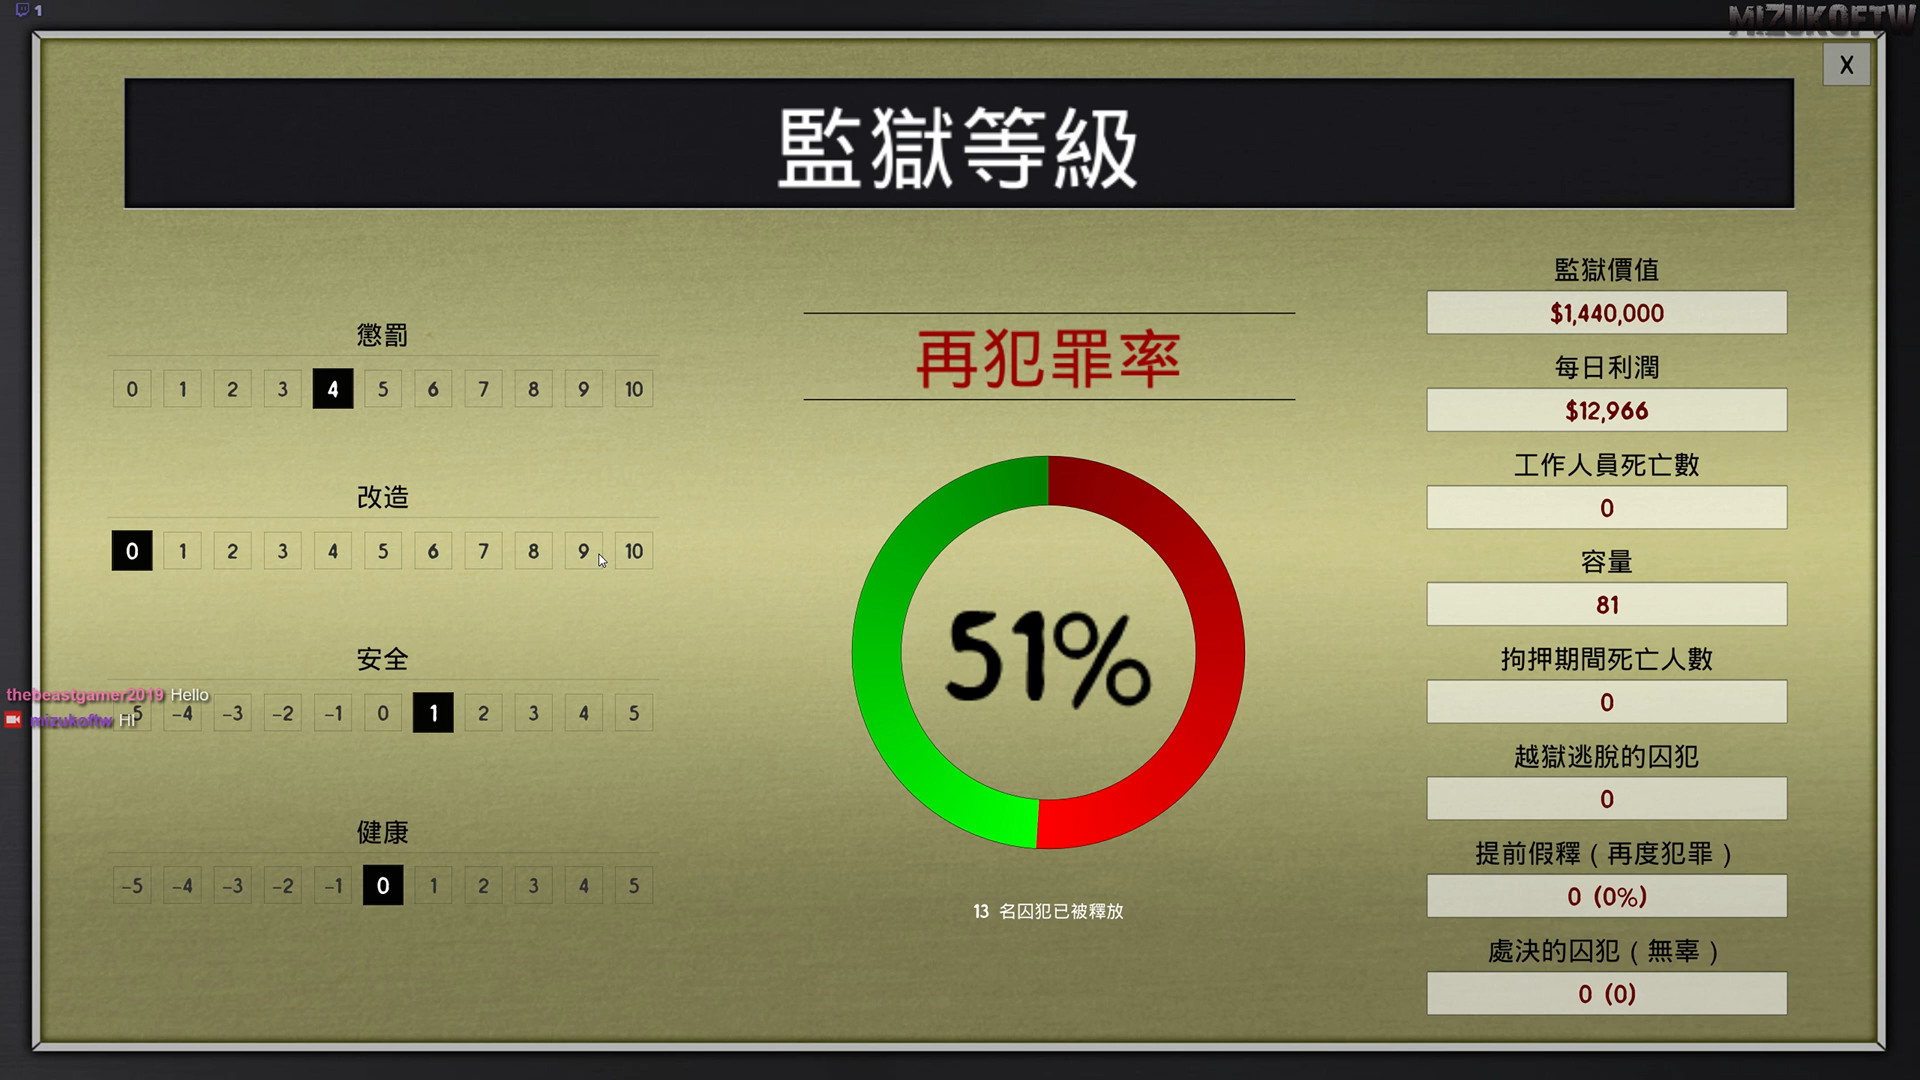 1
MIZUKOFTW
X
監獄等級
懲罰
0 1 2 3 4 5 6 7 8 9 10
改造
0 1 2 3 4 5 6 7 8 9 10
安全
-5 -4 -3 -2 -1 0 1 2 3 4 5
健康
-5 -4 -3 -2 -1 0 1 2 3 4 5
thebeastgamer2019 Hello
mizukoftw HI
再犯罪率
51%
13 名囚犯已被釋放
監獄價值
$1,440,000
每日利潤
$12,966
工作人員死亡數
0
容量
81
拘押期間死亡人數
0
越獄逃脫的囚犯
0
提前假釋 ( 再度犯罪 )
0 (0%)
處決的囚犯 ( 無辜 )
0 (0)